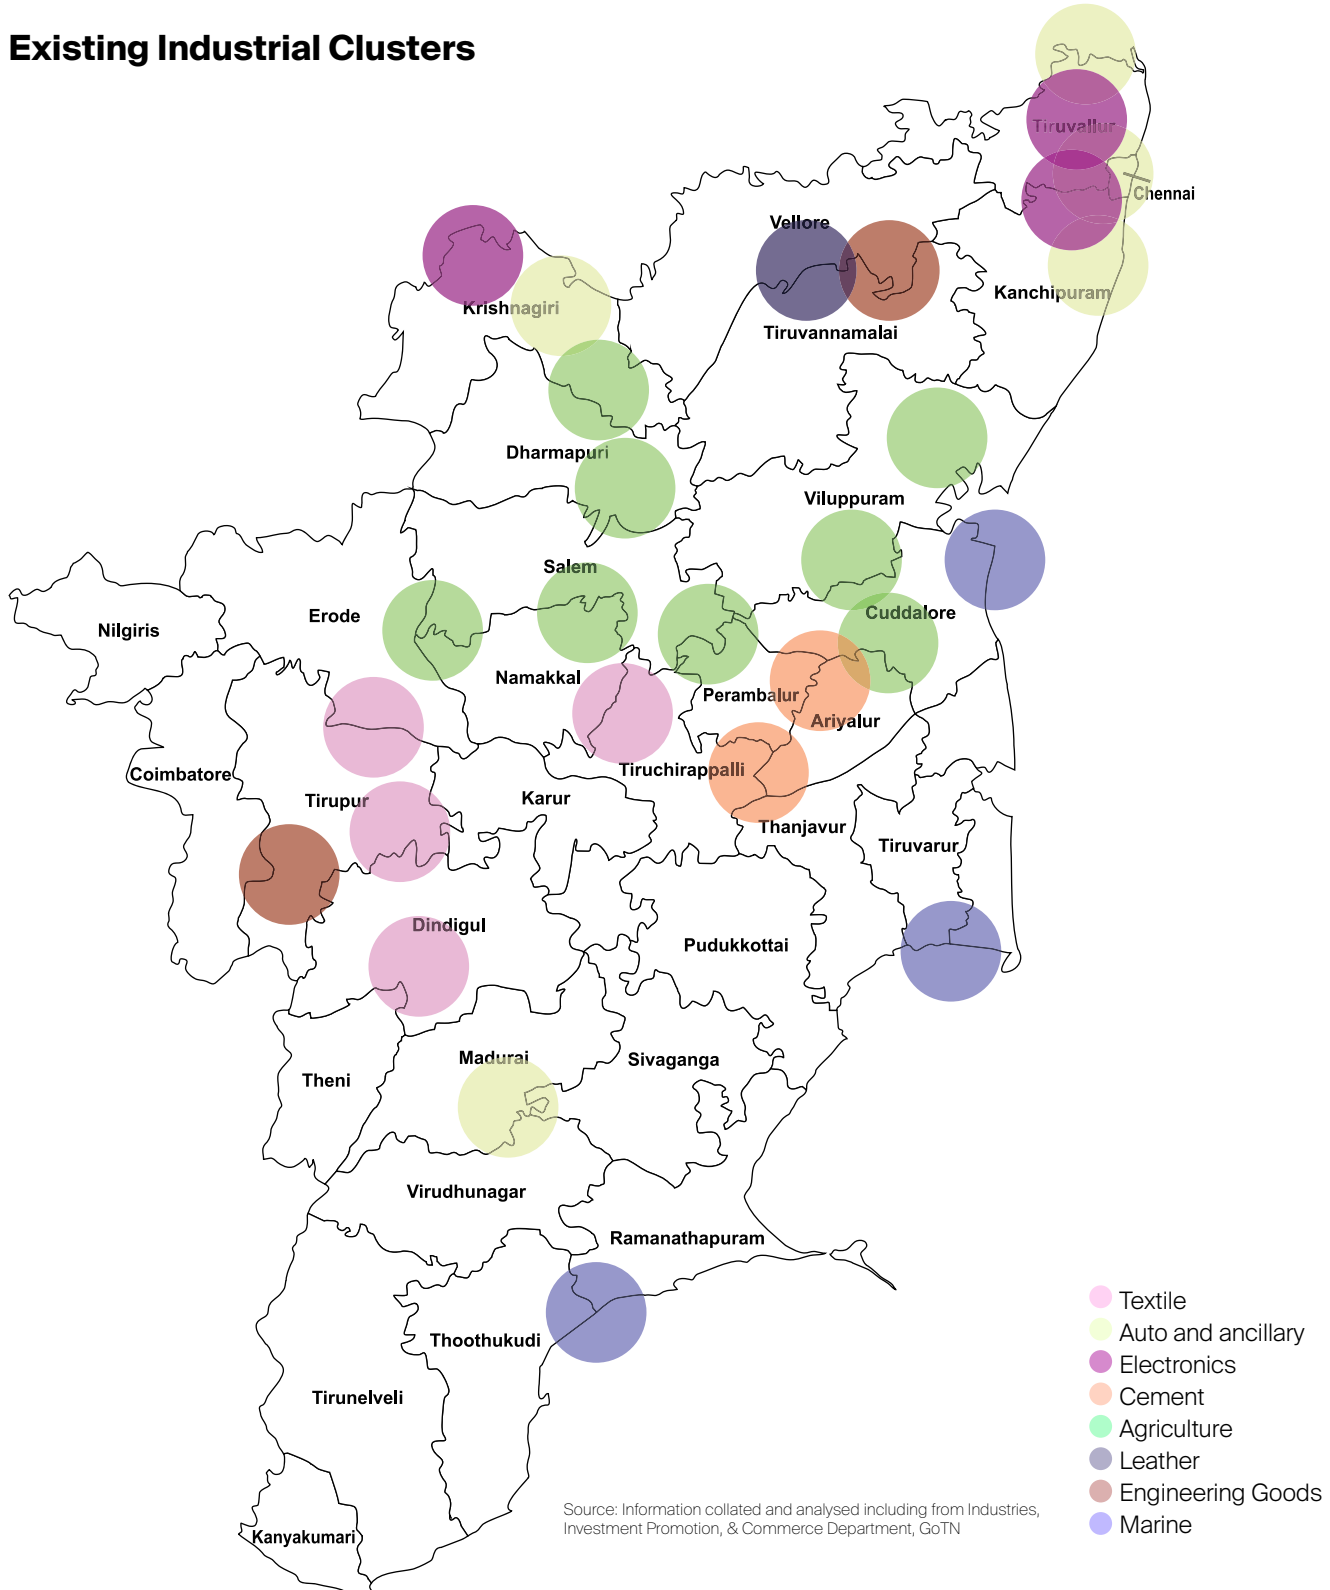 Existing Industrial Clusters
Tiruvallur
Chennai
Vellore
Kanchipuram
Krishnagiri
Tiruvannamalai
Dharmapuri
Viluppuram
Salem
Erode
Cuddalore
Nilgiris
Namakkal
Perambalur
Ariyalur
Coimbatore
Tiruchirappalli
Tirupur
Karur
Thanjavur
Tiruvarur
Dindigul
Pudukkottai
Madurai
Sivaganga
Theni
Virudhunagar
Ramanathapuram
Thoothukudi
Tirunelveli
Kanyakumari
Textile
Auto and ancillary
Electronics
Cement
Agriculture
Leather
Engineering Goods
Marine
Source: Information collated and analysed including from Industries,
Investment Promotion, & Commerce Department, GoTN